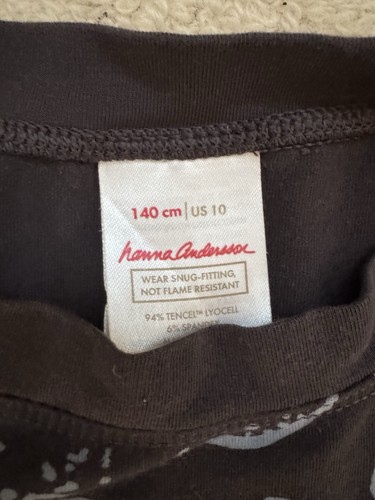 140 cm | US 10
hanna Andersson
WEAR SNUG-FITTING,
NOT FLAME RESISTANT
94% TENCEL™ LYOCELL
6% SPANDEX